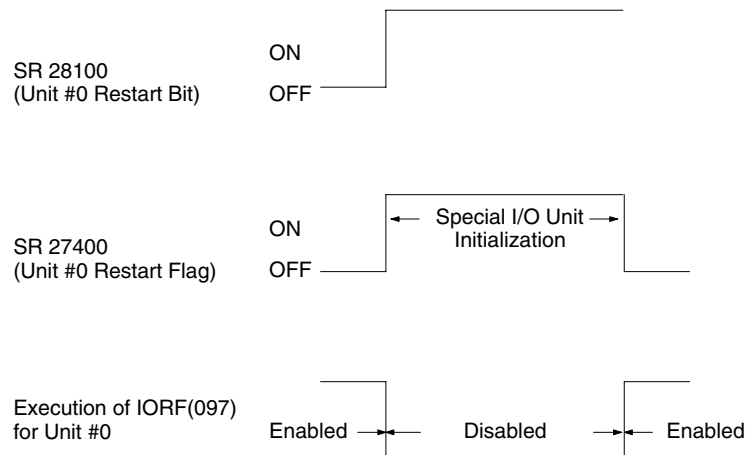 ON
SR 28100
(Unit #0 Restart Bit)
OFF
Special I/O Unit
Initialization
ON
SR 27400
(Unit #0 Restart Flag)
OFF
Execution of IORF(097)
for Unit #0
Enabled
Disabled
Enabled